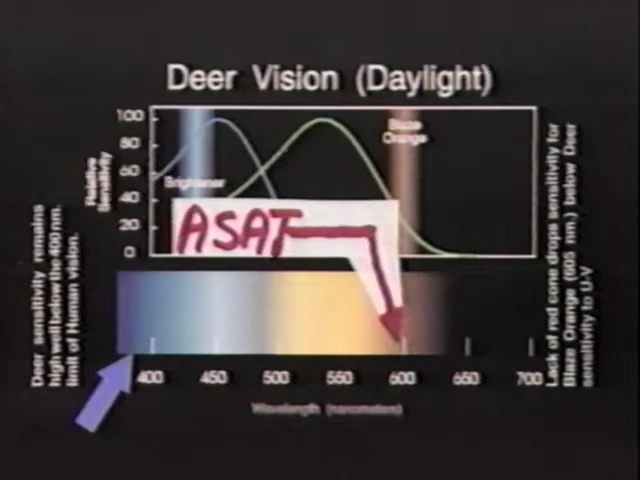 Deer Vision (Daylight)
100
80
60
40
20
0
Relative
Sensitivity
Brightener
Blaze
Orange
ASAT
400
450
500
550
600
650
700
Wavelength (nanometers)
Deer sensitivity remains
high well below the 400 nm.
limit of Human vision.
Lack of red cone drops sensitivity for
Blaze Orange (605 nm.) below Deer
sensitivity to U-V